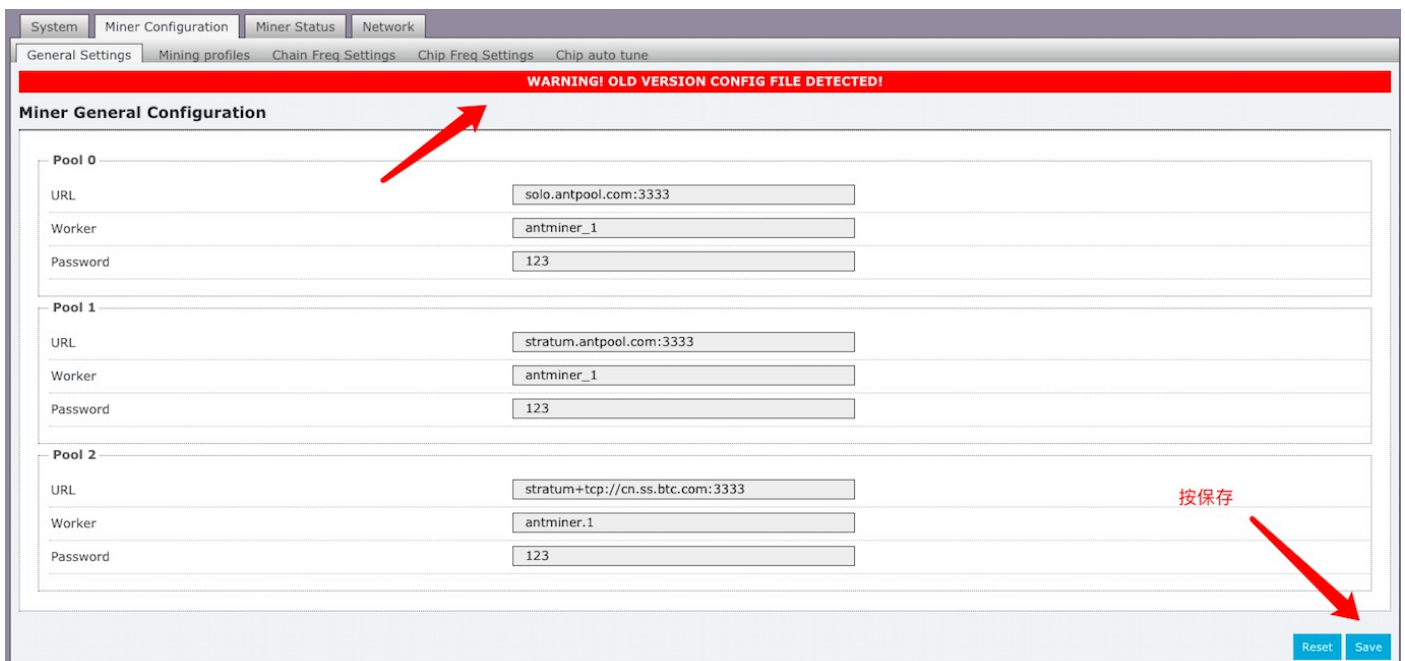 System Miner Configuration Miner Status Network
General Settings Mining profiles Chain Freq Settings Chip Freq Settings Chip auto tune
WARNING! OLD VERSION CONFIG FILE DETECTED!
Miner General Configuration
Pool 0
URL solo.antpool.com:3333
Worker antminer_1
Password 123
Pool 1
URL stratum.antpool.com:3333
Worker antminer_1
Password 123
Pool 2
URL stratum+tcp://cn.ss.btc.com:3333
Worker antminer.1
Password 123
按保存
Reset Save